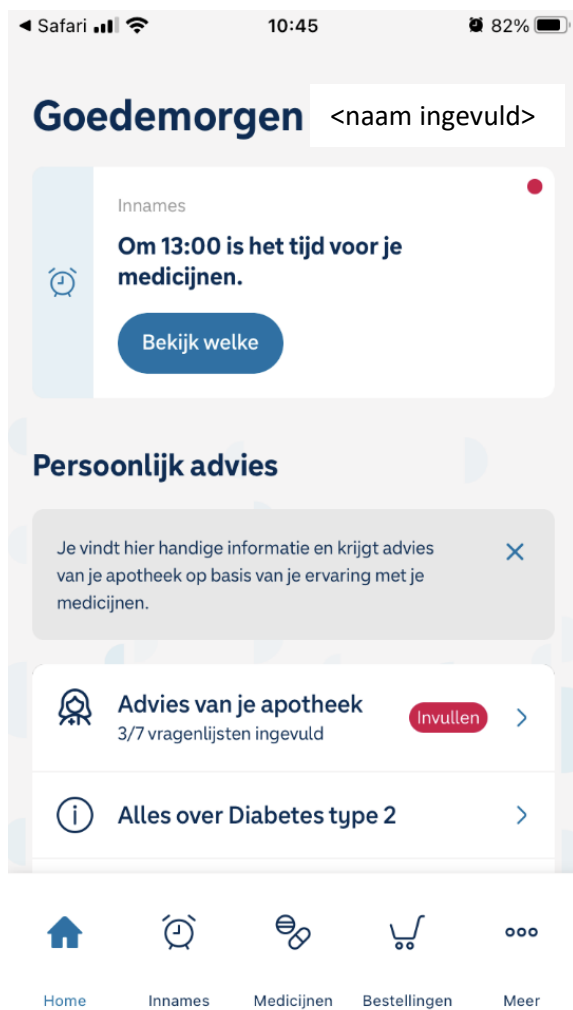 Safari 10:45 82%
Goedemorgen <naam ingevuld>
Innames
Om 13:00 is het tijd voor je
medicijnen.
Bekijk welke
Persoonlijk advies
Je vindt hier handige informatie en krijgt advies
van je apotheek op basis van je ervaring met je
medicijnen.
Advies van je apotheek
3/7 vragenlijsten ingevuld
Invullen
Alles over Diabetes type 2
Home Innames Medicijnen Bestellingen Meer